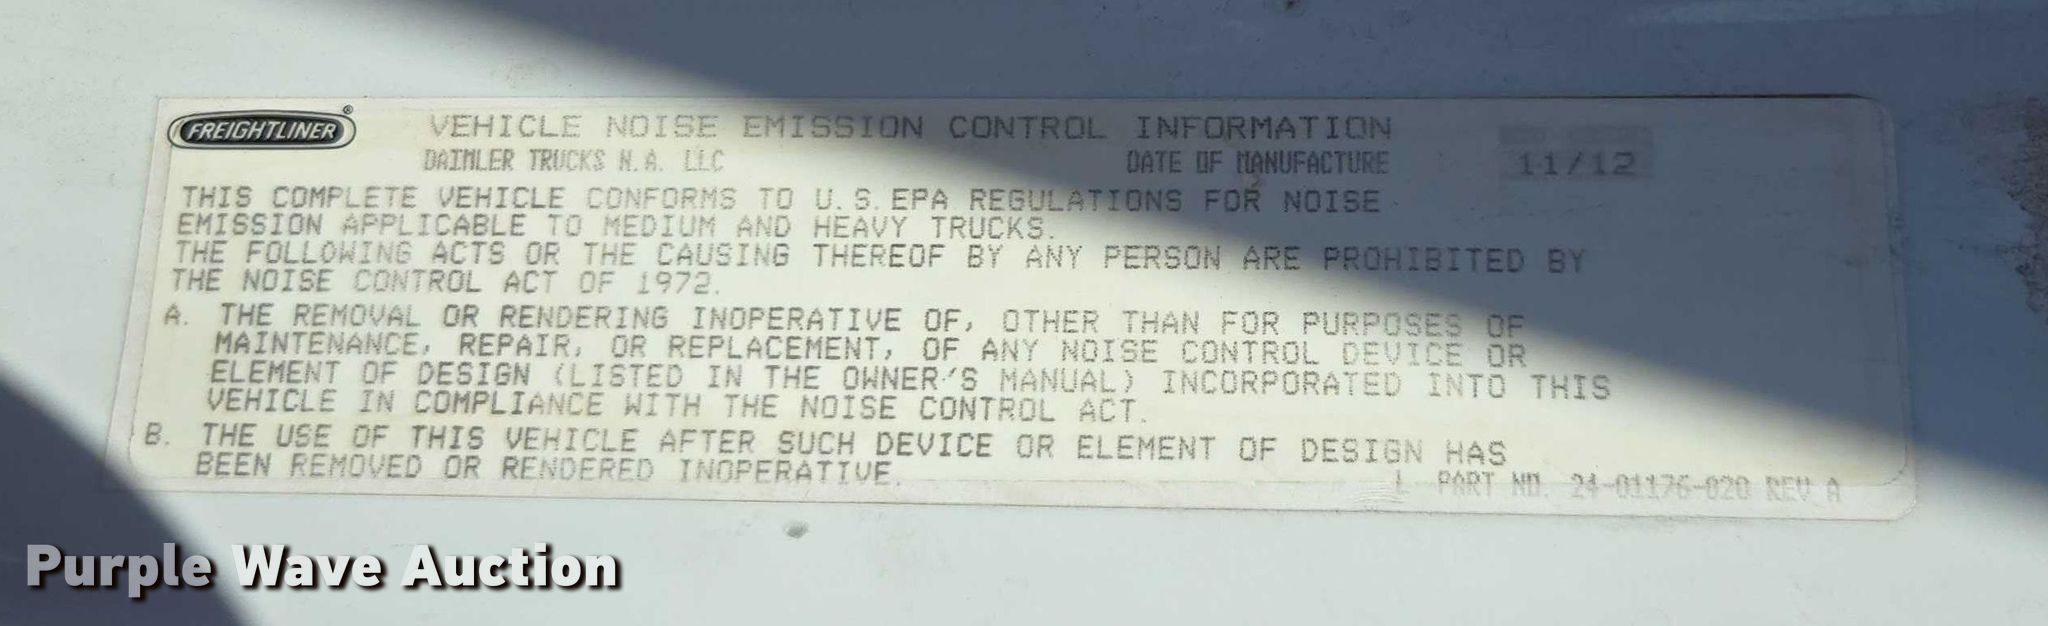 FREIGHTLINER®
VEHICLE NOISE EMISSION CONTROL INFORMATION
DAIMLER TRUCKS N.A. LLC DATE OF MANUFACTURE 11/12
THIS COMPLETE VEHICLE CONFORMS TO U.S.EPA REGULATIONS FOR NOISE
EMISSION APPLICABLE TO MEDIUM AND HEAVY TRUCKS.
THE FOLLOWING ACTS OR THE CAUSING THEREOF BY ANY PERSON ARE PROHIBITED BY
THE NOISE CONTROL ACT OF 1972.
A. THE REMOVAL OR RENDERING INOPERATIVE OF, OTHER THAN FOR PURPOSES OF
MAINTENANCE, REPAIR, OR REPLACEMENT, OF ANY NOISE CONTROL DEVICE OR
ELEMENT OF DESIGN (LISTED IN THE OWNER'S MANUAL) INCORPORATED INTO THIS
VEHICLE IN COMPLIANCE WITH THE NOISE CONTROL ACT.
B. THE USE OF THIS VEHICLE AFTER SUCH DEVICE OR ELEMENT OF DESIGN HAS
BEEN REMOVED OR RENDERED INOPERATIVE.
L PART NO. 24-01176-020 REV A
Purple Wave Auction